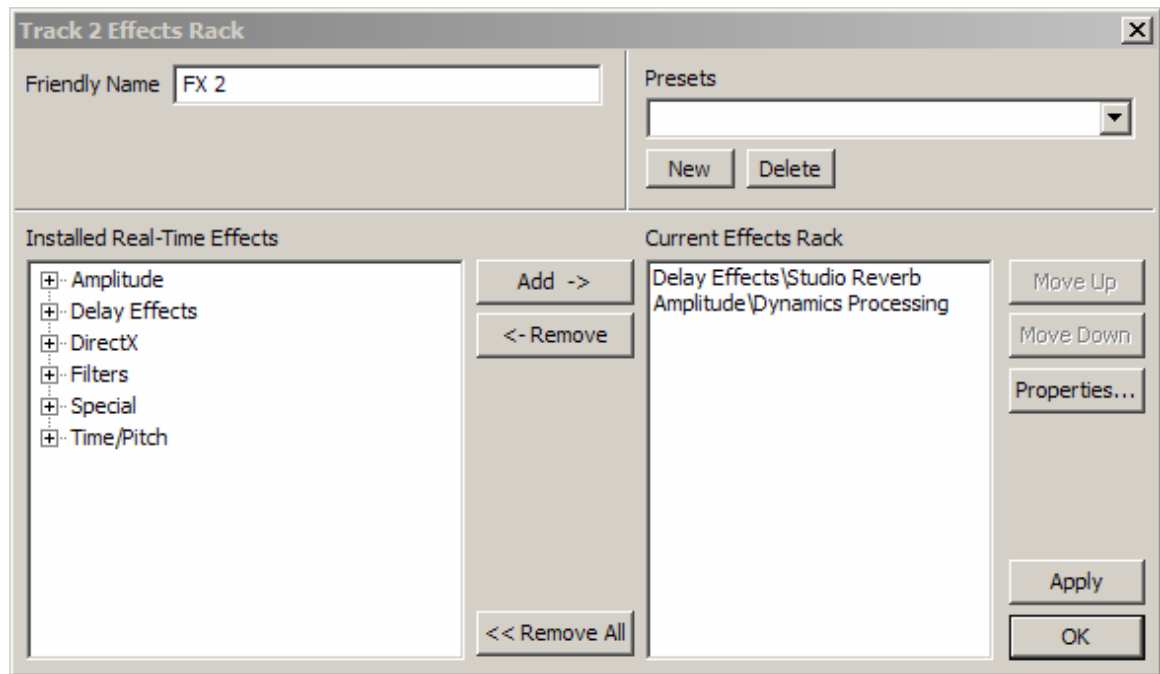 Track 2 Effects Rack
Friendly Name FX 2
Presets
New Delete
Installed Real-Time Effects
Amplitude
Delay Effects
DirectX
Filters
Special
Time/Pitch
Add ->
<- Remove
<< Remove All
Current Effects Rack
Delay Effects\Studio Reverb
Amplitude\Dynamics Processing
Move Up
Move Down
Properties...
Apply
OK